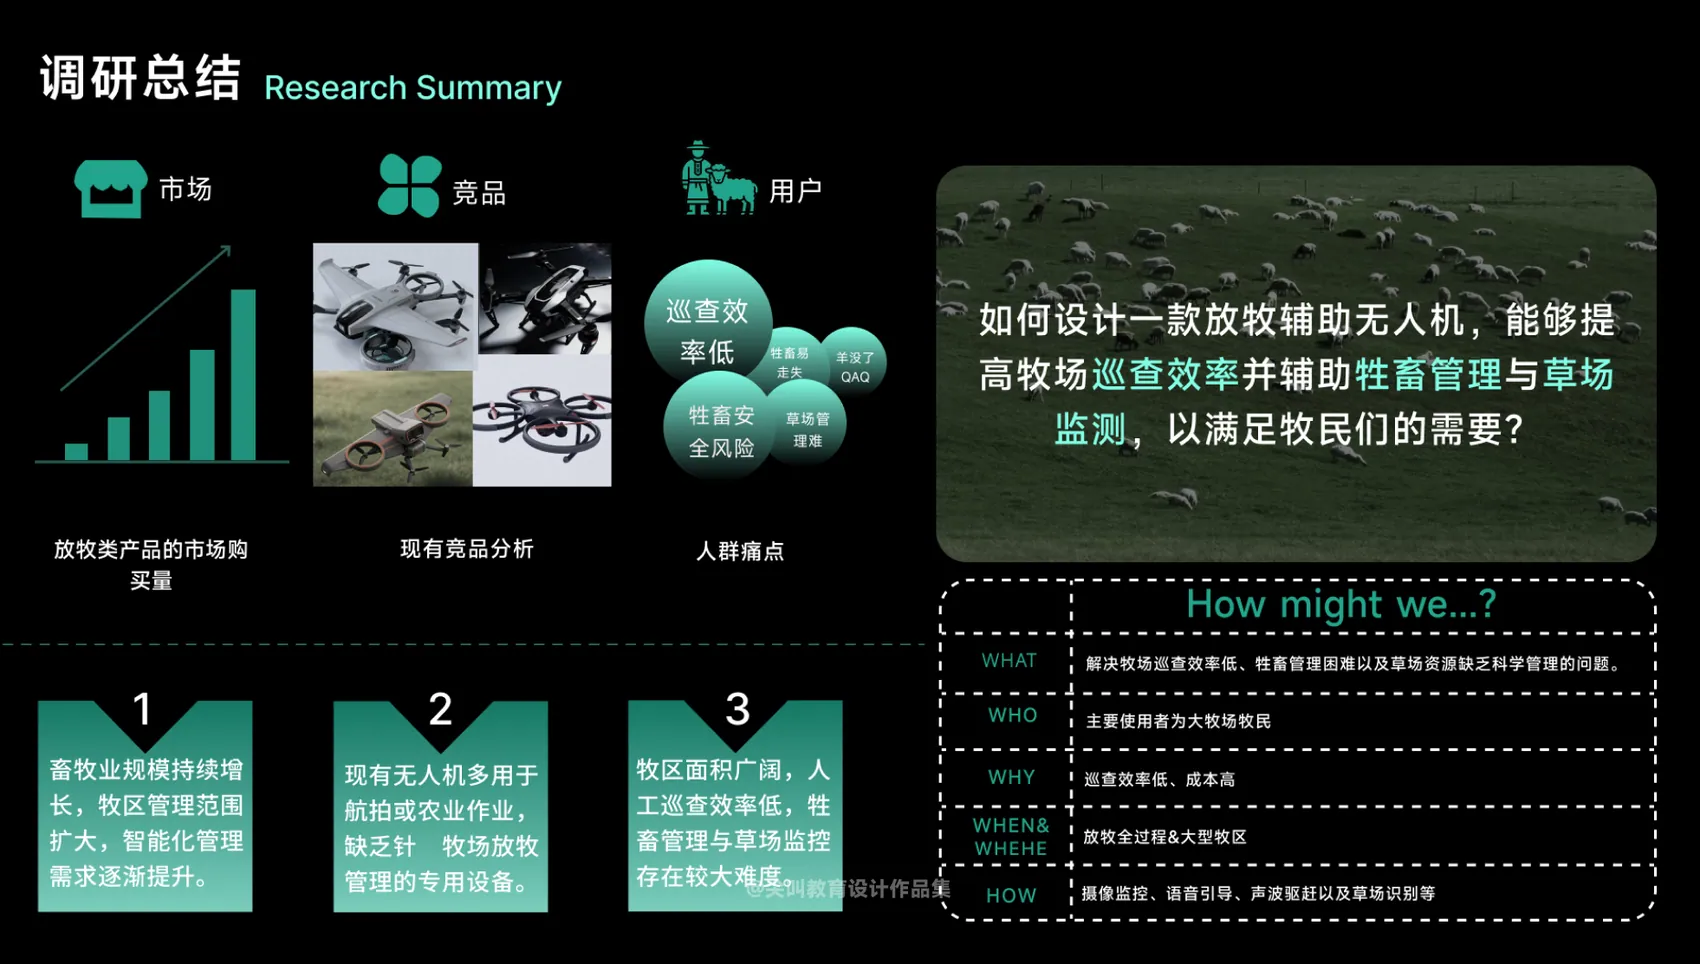 调研总结 Research Summary
市场
竞品
用户
巡查效
率低
牲畜易
走失
羊没了
QAQ
牲畜安
全风险
草场管
理难
放牧类产品的市场购
买量
现有竞品分析
人群痛点
1
畜牧业规模持续增
长，牧区管理范围
扩大，智能化管理
需求逐渐提升。
2
现有无人机多用于
航拍或农业作业，
缺乏针 牧场放牧
管理的专用设备。
3
牧区面积广阔，人
工巡查效率低，牲
畜管理与草场监控
存在较大难度。
@尖叫教育设计作品集
如何设计一款放牧辅助无人机，能够提
高牧场巡查效率并辅助牲畜管理与草场
监测，以满足牧民们的需要？
How might we...?
WHAT
解决牧场巡查效率低、牲畜管理困难以及草场资源缺乏科学管理的问题。
WHO
主要使用者为大牧场牧民
WHY
巡查效率低、成本高
WHEN&
WHEHE
放牧全过程&大型牧区
HOW
摄像监控、语音引导、声波驱赶以及草场识别等